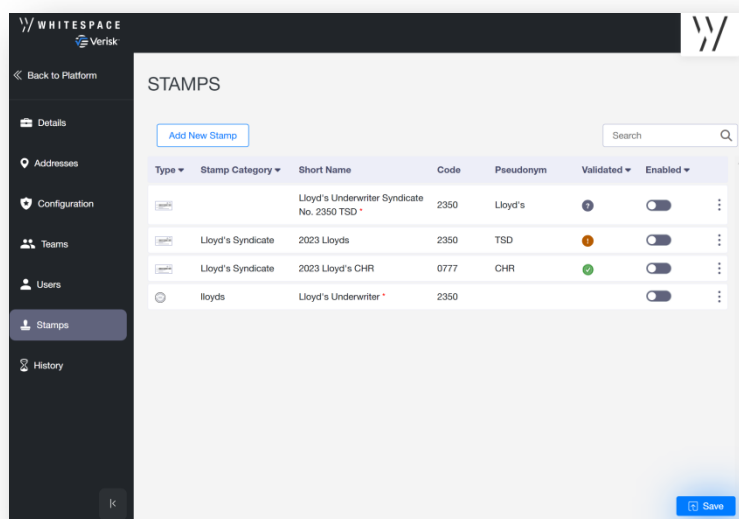 WHITESPACE
Verisk
Back to Platform
STAMPS
Details
Add New Stamp
Search
Addresses
Type Stamp Category Short Name Code Pseudonym Validated Enabled
Configuration
Lloyd's Underwriter Syndicate
No. 2350 TSD * 2350 Lloyd's ?
Teams
Lloyd's Syndicate 2023 Lloyds 2350 TSD !
Lloyd's Syndicate 2023 Lloyd's CHR 0777 CHR
Users
lloyds Lloyd's Underwriter * 2350
Stamps
History
Save